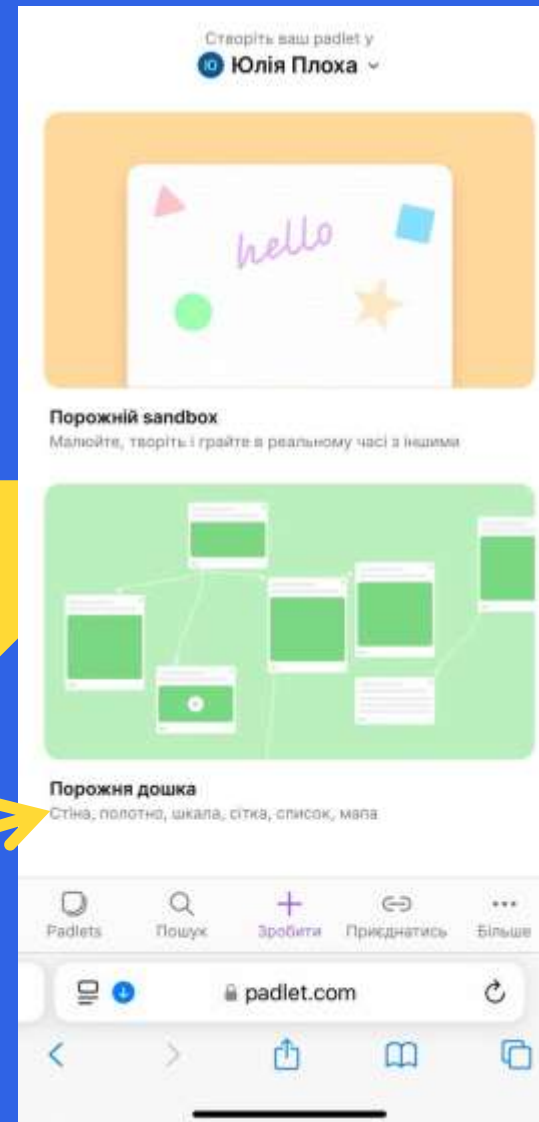 Створіть ваш padlet у
Ю Юлія Плоха
hello
Порожній sandbox
Малюйте, творіть і грайте в реальному часі з іншими
Порожня дошка
Стіна, полотно, шкала, сітка, список, мапа
Padlets Пошук Зробити Приєднатись Більше
padlet.com